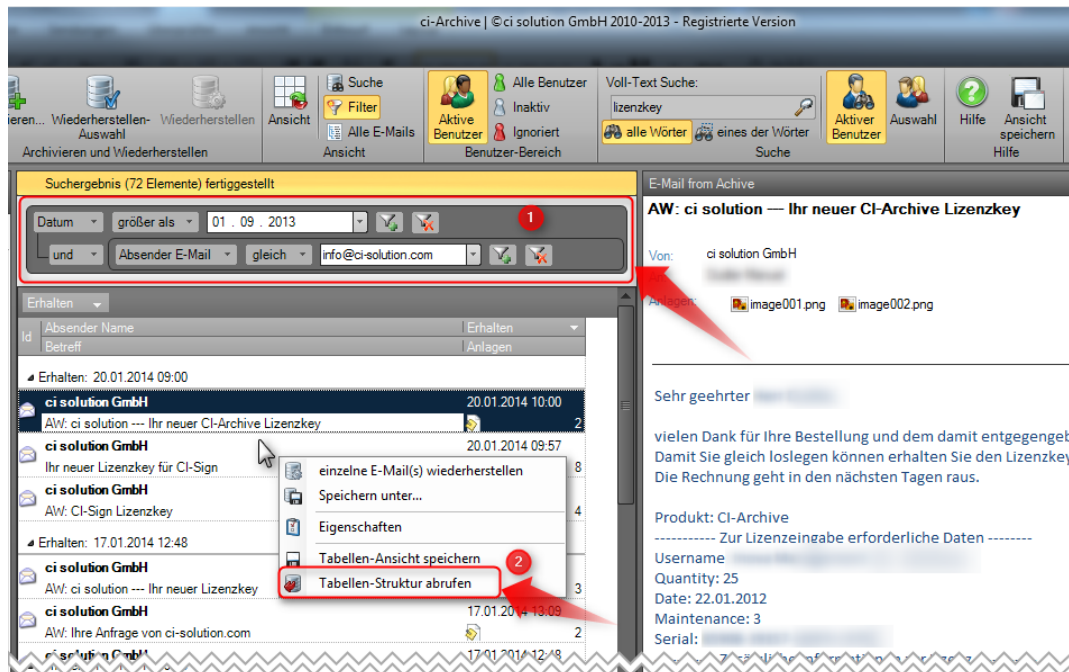 ci-Archive | ©ci solution GmbH 2010-2013 - Registrierte Version
ieren... Wiederherstellen- Wiederherstellen
Auswahl
Archivieren und Wiederherstellen
Ansicht
Suche
Filter
Alle E-Mails
Ansicht
Aktive
Benutzer
Alle Benutzer
Inaktiv
Ignoriert
Benutzer-Bereich
Voll-Text Suche:
lizenzkey
alle Wörter eines der Wörter
Aktiver
Benutzer
Auswahl
Suche
Hilfe
Ansicht
speichern
Hilfe
Suchergebnis (72 Elemente) fertiggestellt
Datum größer als 01 . 09 . 2013
1
und Absender E-Mail gleich info@ci-solution.com
Erhalten
Id Absender Name Erhalten
Betreff Anlagen
Erhalten: 20.01.2014 09:00
ci solution GmbH 20.01.2014 10:00
AW: ci solution --- Ihr neuer CI-Archive Lizenzkey 2
ci solution GmbH 20.01.2014 09:57
Ihr neuer Lizenzkey für CI-Sign 8
ci solution GmbH
AW: CI-Sign Lizenzkey 4
Erhalten: 17.01.2014 12:48
ci solution GmbH
AW: ci solution --- Ihr neuer Lizenzkey 3
ci solution GmbH 17.01.2014 13:09
AW: Ihre Anfrage von ci-solution.com 2
ci solution GmbH 17.01.2014 12:48
einzelne E-Mail(s) wiederherstellen
Speichern unter...
Eigenschaften
Tabellen-Ansicht speichern
2
Tabellen-Struktur abrufen
E-Mail from Achive
AW: ci solution --- Ihr neuer CI-Archive Lizenzkey
Von: ci solution GmbH
An:
Anlagen: image001.png image002.png
Sehr geehrter
vielen Dank für Ihre Bestellung und dem damit entgegengeb
Damit Sie gleich loslegen können erhalten Sie den Lizenzkey
Die Rechnung geht in den nächsten Tagen raus.
Produkt: CI-Archive
----------- Zur Lizenzeingabe erforderliche Daten --------
Username
Quantity: 25
Date: 22.01.2012
Maintenance: 3
Serial: